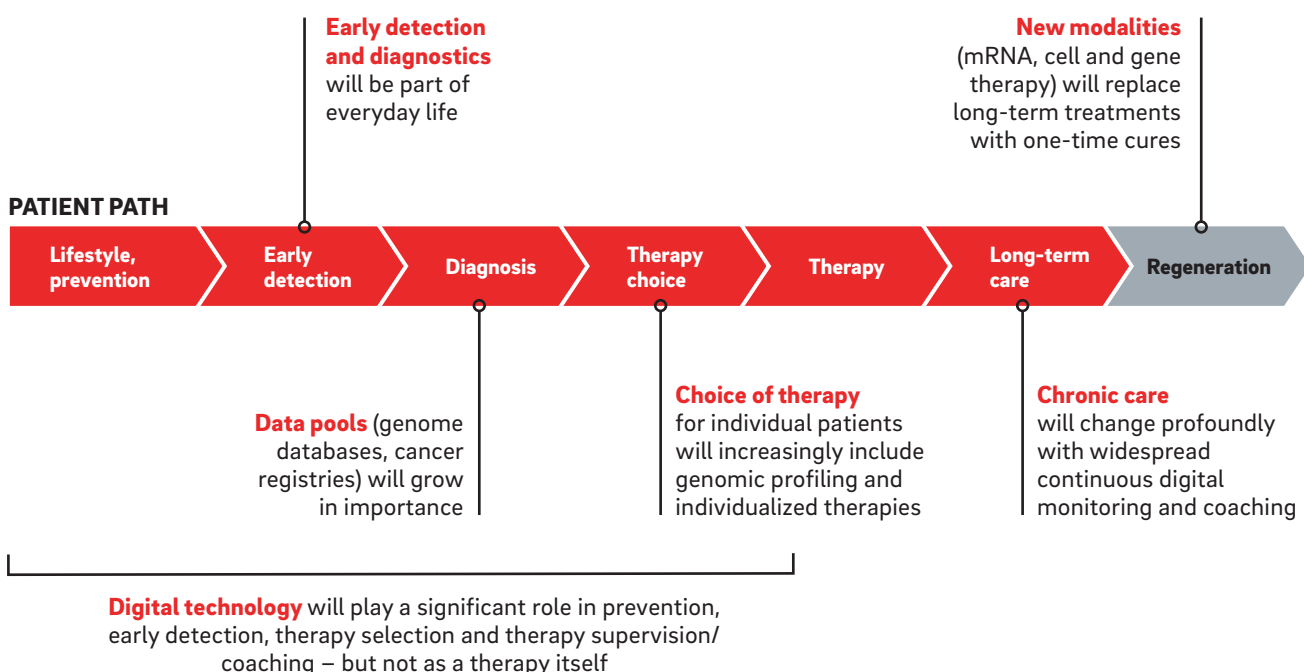 Early detection
and diagnostics
will be part of
everyday life
New modalities
(mRNA, cell and gene
therapy) will replace
long-term treatments
with one-time cures
PATIENT PATH
Lifestyle,
prevention
Early
detection
Diagnosis
Therapy
choice
Therapy
Long-term
care
Regeneration
Data pools (genome
databases, cancer
registries) will grow
in importance
Choice of therapy
for individual patients
will increasingly include
genomic profiling and
individualized therapies
Chronic care
will change profoundly
with widespread
continuous digital
monitoring and coaching
Digital technology will play a significant role in prevention,
early detection, therapy selection and therapy supervision/
coaching – but not as a therapy itself